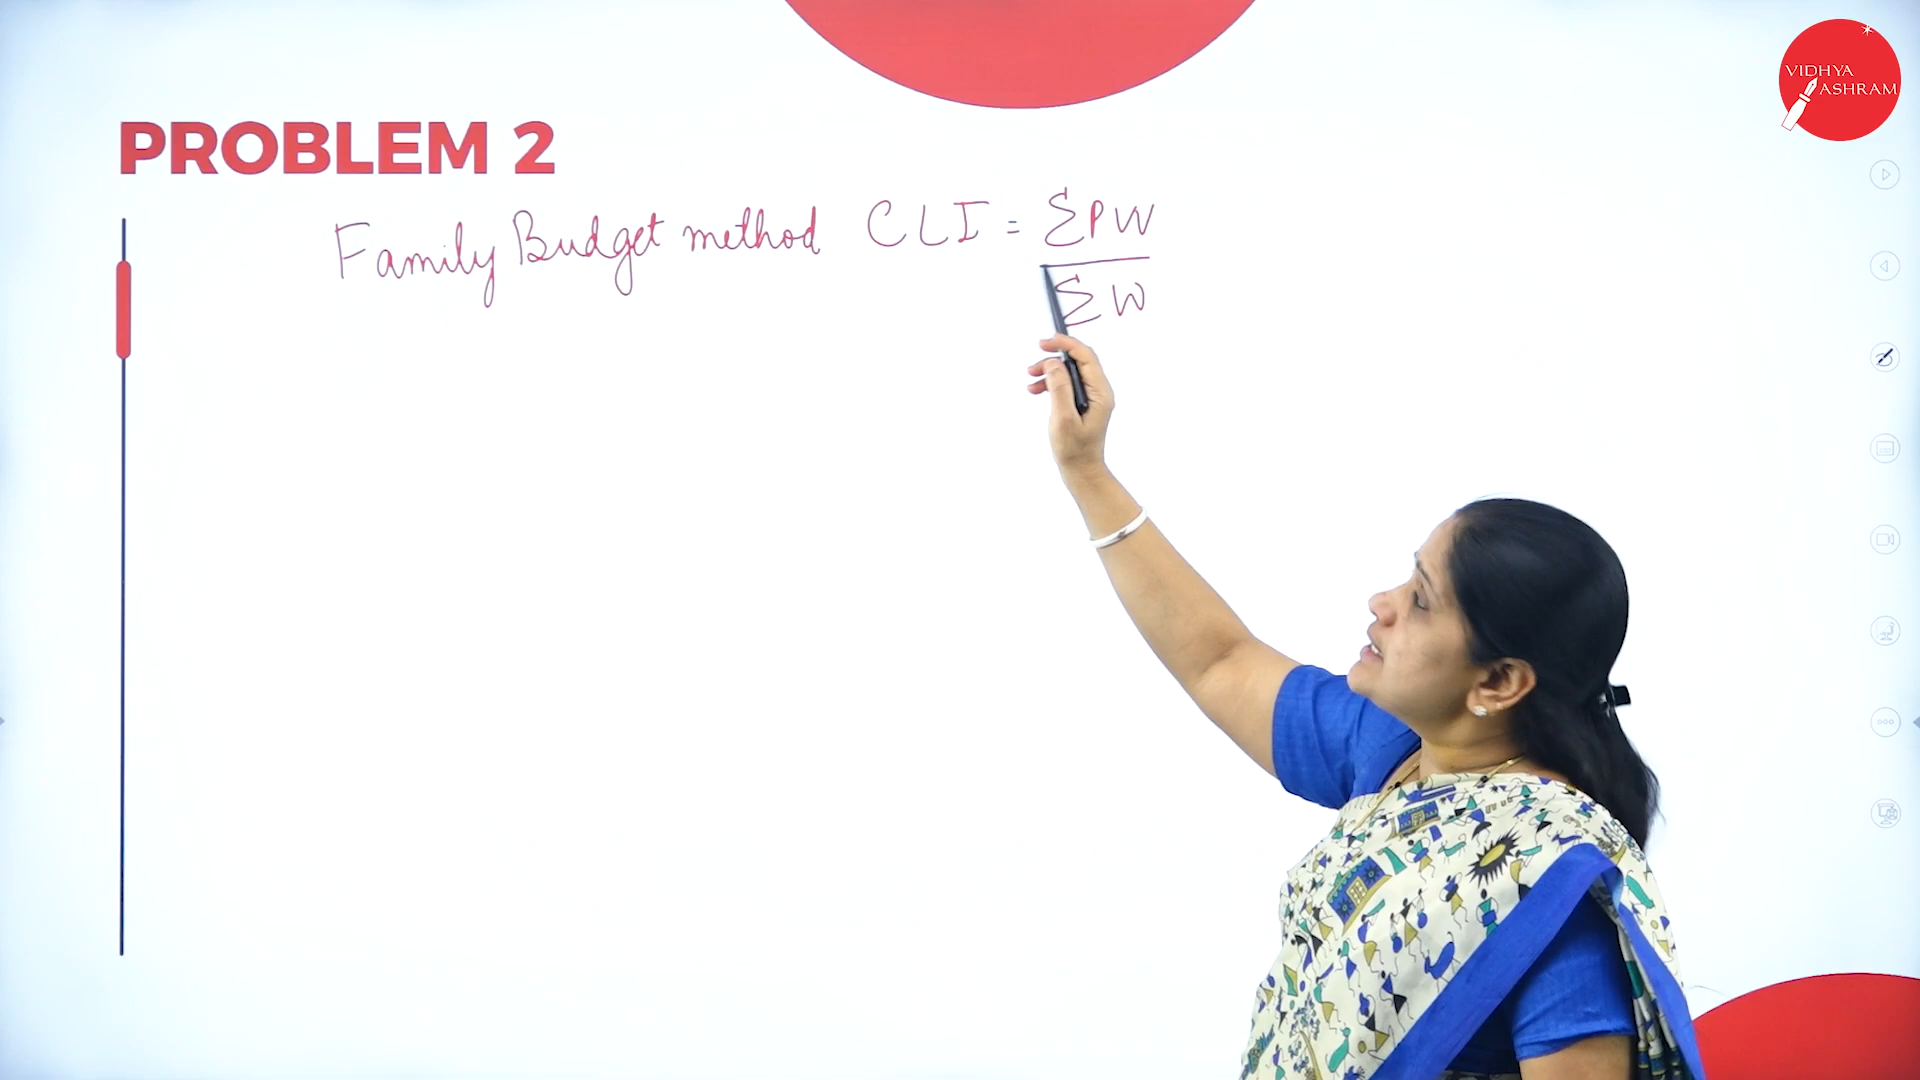 VIDHYA
ASHRAM
PROBLEM 2
Family Budget method CLI = ΣPW
ΣW